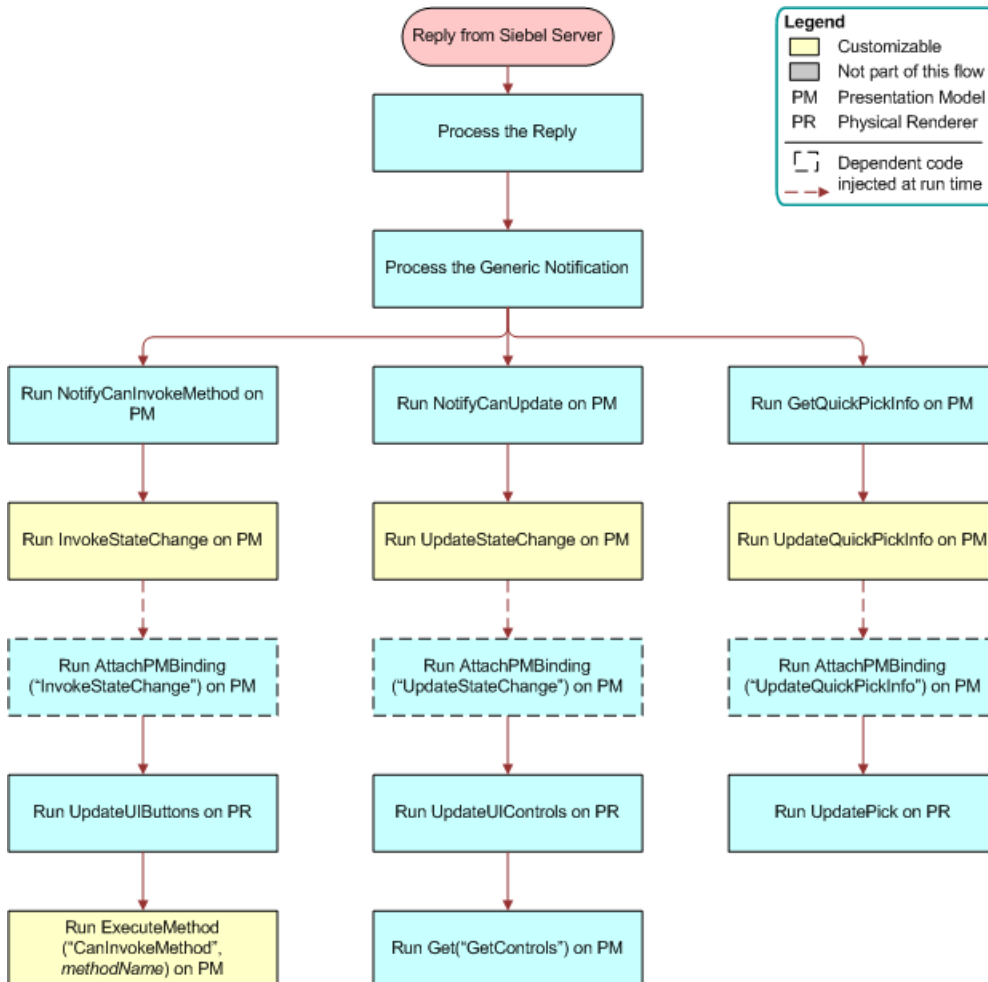 Reply from Siebel Server
Legend
Customizable
Not part of this flow
PM Presentation Model
PR Physical Renderer
Dependent code
injected at run time
Process the Reply
Process the Generic Notification
Run NotifyCanInvokeMethod on
PM
Run NotifyCanUpdate on PM
Run GetQuickPickInfo on PM
Run InvokeStateChange on PM
Run UpdateStateChange on PM
Run UpdateQuickPickInfo on PM
Run AttachPMBinding
(“InvokeStateChange”) on PM
Run AttachPMBinding
(“UpdateStateChange”) on PM
Run AttachPMBinding
(“UpdateQuickPickInfo”) on PM
Run UpdateUIButtons on PR
Run UpdateUIControls on PR
Run UpdatePick on PR
Run ExecuteMethod
(“CanInvokeMethod”,
methodName) on PM
Run Get(“GetControls”) on PM